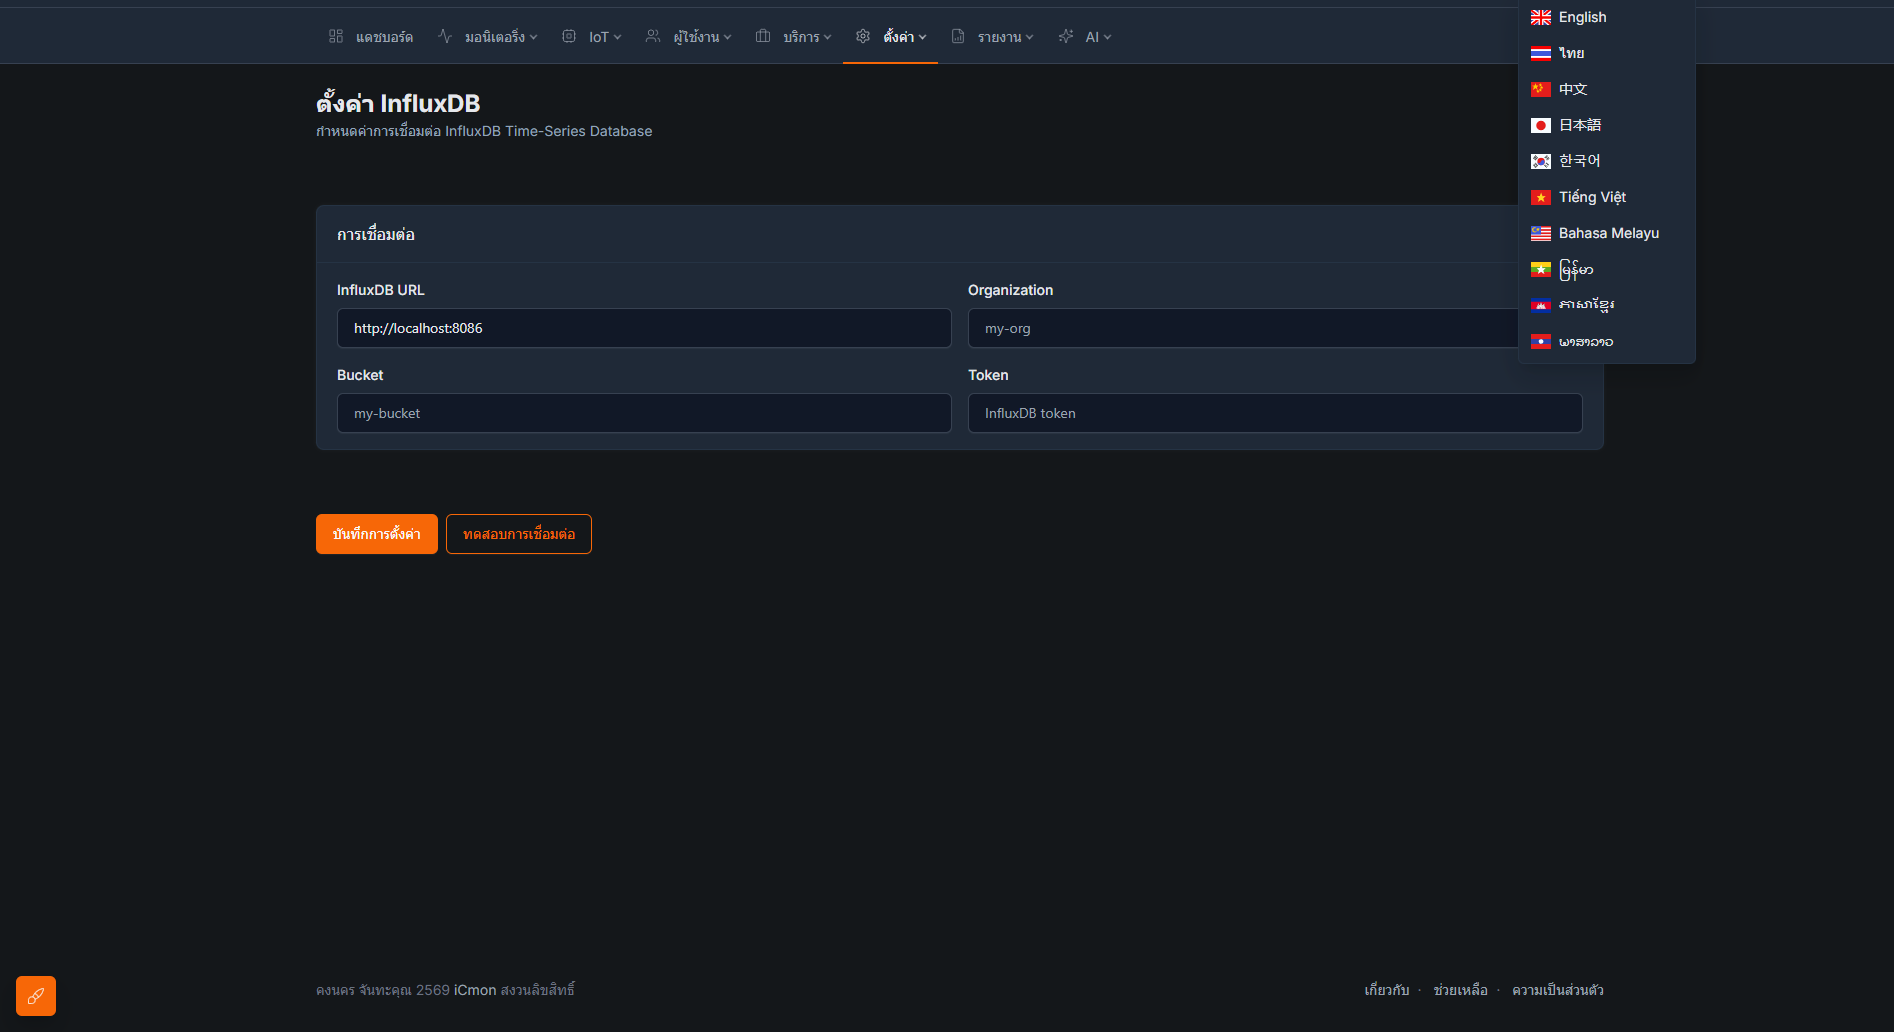 แดชบอร์ด มอนิเตอริ่ง IoT ผู้ใช้งาน บริการ ตั้งค่า รายงาน AI
English
ไทย
中文
日本語
한국어
Tiếng Việt
Bahasa Melayu
မြန်မာ
ភាសាខ្មែរ
ພາສາລາວ
ตั้งค่า InfluxDB
กำหนดค่าการเชื่อมต่อ InfluxDB Time-Series Database
การเชื่อมต่อ
InfluxDB URL Organization
http://localhost:8086 my-org
Bucket Token
my-bucket InfluxDB token
บันทึกการตั้งค่า ทดสอบการเชื่อมต่อ
คงนคร จันทะคุณ 2569 iCmon สงวนลิขสิทธิ์ เกี่ยวกับ · ช่วยเหลือ · ความเป็นส่วนตัว